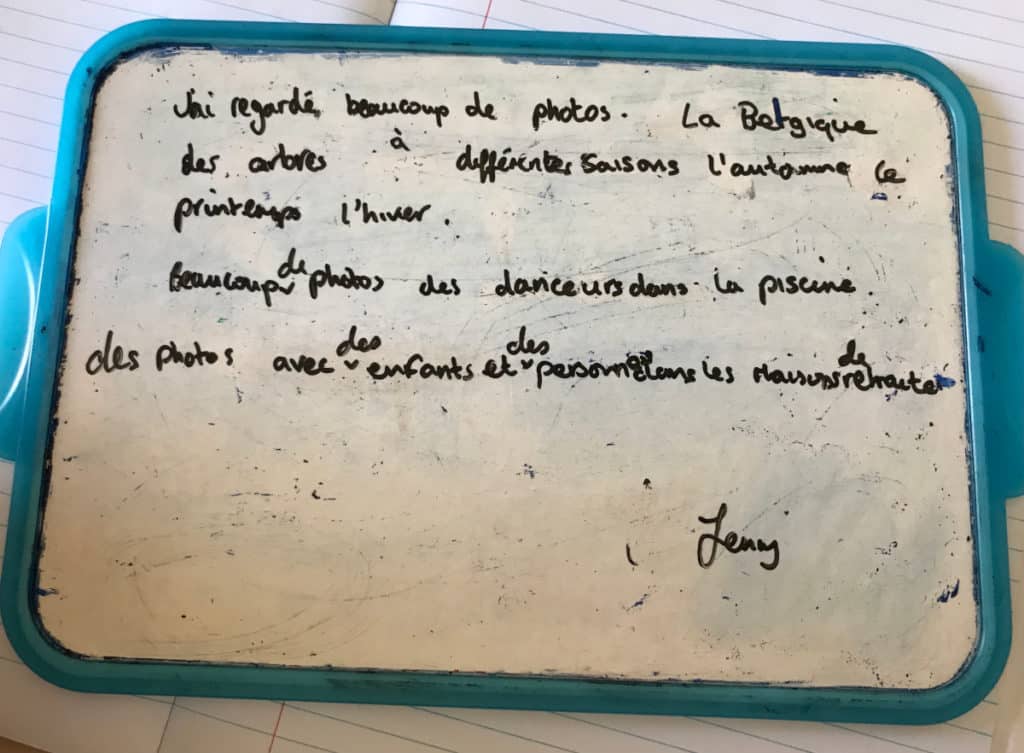 J'ai regardé beaucoup de photos. La Belgique
des arbres à différentes saisons l'automne le
printemps l'hiver.
Beaucoup de photos des danceurs dans la piscine.
des photos avec des enfants et des personnes dans les maisons de retraite
Jenny